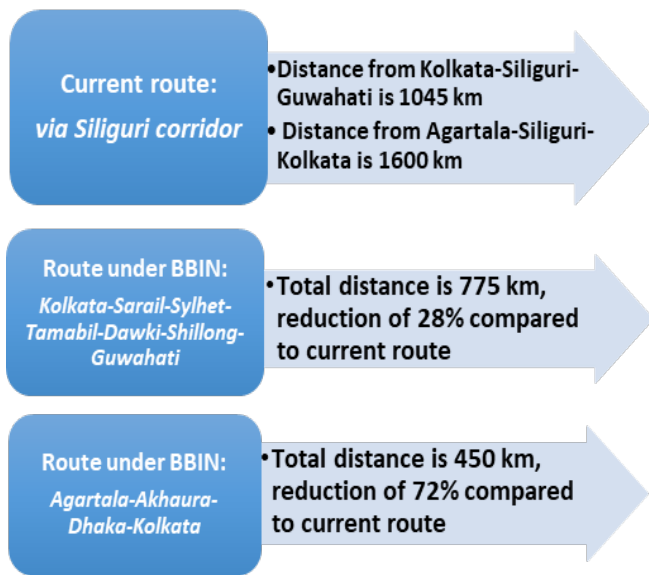 Current route:
via Siliguri corridor
•Distance from Kolkata-Siliguri-
Guwahati is 1045 km
• Distance from Agartala-Siliguri-
Kolkata is 1600 km
Route under BBIN:
Kolkata-Sarail-Sylhet-
Tamabil-Dawki-Shillong-
Guwahati
•Total distance is 775 km,
reduction of 28% compared
to current route
Route under BBIN:
Agartala-Akhaura-
Dhaka-Kolkata
•Total distance is 450 km,
reduction of 72% compared
to current route